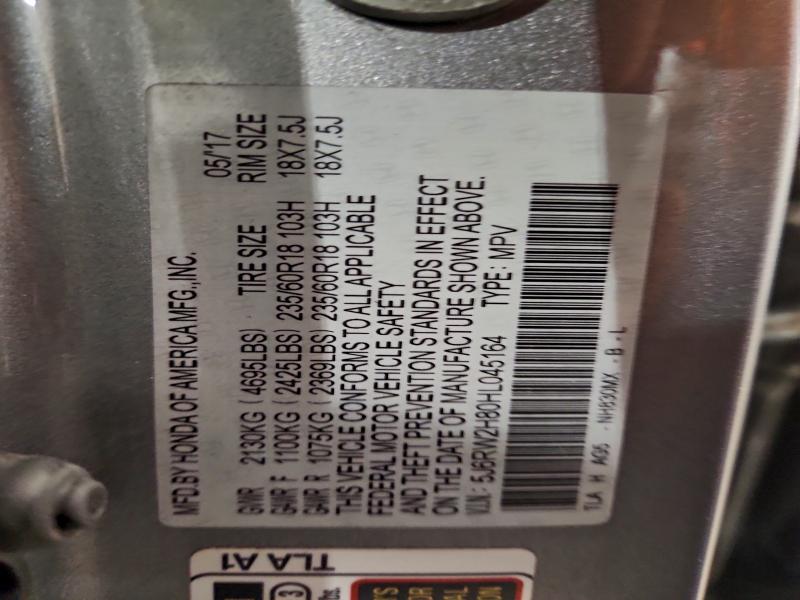 MFD.BY HONDA OF AMERICA MFG.,INC.
05/'17
GVWR 2130KG (4695LBS) TIRE SIZE RIM SIZE
GAWR F 1100KG (2425LBS) 235/60R18 103H 18X7.5J
GAWR R 1075KG (2369LBS) 235/60R18 103H 18X7.5J
THIS VEHICLE CONFORMS TO ALL APPLICABLE
FEDERAL MOTOR VEHICLE SAFETY
AND THEFT PREVENTION STANDARDS IN EFFECT
ON THE DATE OF MANUFACTURE SHOWN ABOVE.
V.I.N.: 5J6RW2H80HL045164 TYPE: MPV
TLA H AG5 - NH830MX - B - L
TLA A1